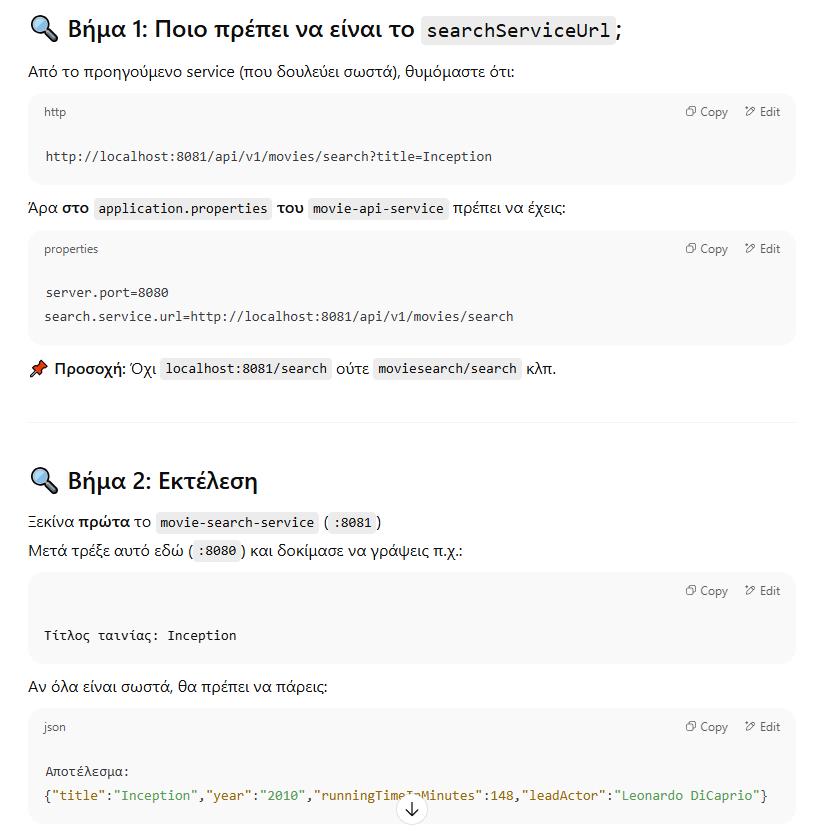 🔍 Βήμα 1: Ποιο πρέπει να είναι το searchServiceUrl;
Από το προηγούμενο service (που δουλεύει σωστά), θυμόμαστε ότι:
http Copy Edit
http://localhost:8081/api/v1/movies/search?title=Inception
Άρα στο application.properties του movie-api-service πρέπει να έχεις:
properties Copy Edit
server.port=8080
search.service.url=http://localhost:8081/api/v1/movies/search
📌 Προσοχή: Όχι localhost:8081/search ούτε moviesearch/search κλπ.
🔍 Βήμα 2: Εκτέλεση
Ξεκίνα πρώτα το movie-search-service ( :8081 )
Μετά τρέξε αυτό εδώ ( :8080 ) και δοκίμασε να γράψεις π.χ.:
Copy Edit
Τίτλος ταινίας: Inception
Αν όλα είναι σωστά, θα πρέπει να πάρεις:
json Copy Edit
Αποτέλεσμα:
{"title":"Inception","year":"2010","runningTimeInMinutes":148,"leadActor":"Leonardo DiCaprio"}